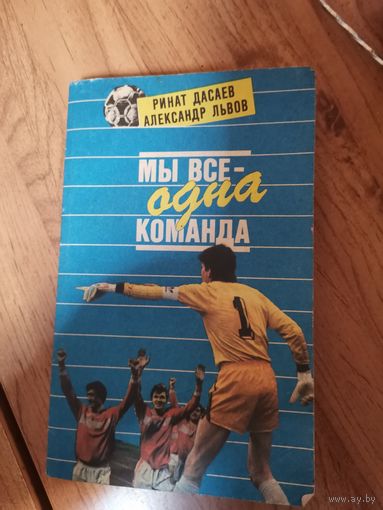 РИНАТ ДАСАЕВ
АЛЕКСАНДР ЛЬВОВ
МЫ ВСЕ-
одна
КОМАНДА
1
www.ay.by